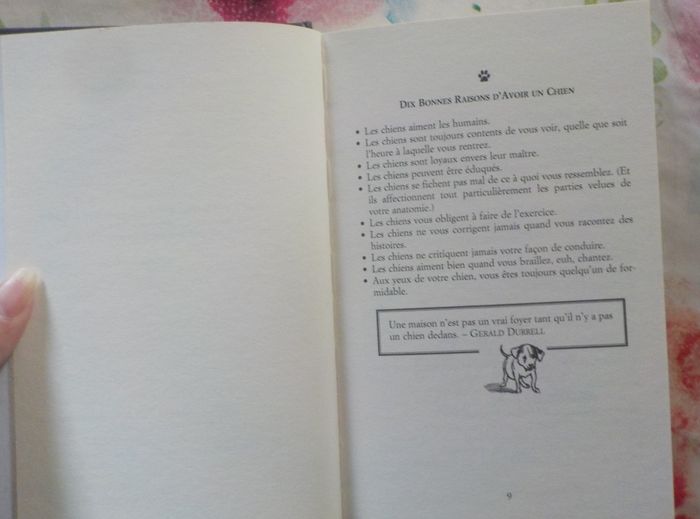 Dix Bonnes Raisons d'Avoir un Chien
• Les chiens aiment les humains.
• Les chiens sont toujours contents de vous voir, quelle que soit
l'heure à laquelle vous rentrez.
• Les chiens sont loyaux envers leur maître.
• Les chiens peuvent être éduqués.
• Les chiens se fichent pas mal de ce à quoi vous ressemblez. (Et
ils affectionnent tout particulièrement les parties velues de
votre anatomie.)
• Les chiens vous obligent à faire de l'exercice.
• Les chiens ne vous corrigent jamais quand vous racontez des
histoires.
• Les chiens ne critiquent jamais votre façon de conduire.
• Les chiens aiment bien quand vous braillez, euh, chantez.
• Aux yeux de votre chien, vous êtes toujours quelqu'un de for-
midable.
Une maison n'est pas un vrai foyer tant qu'il n'y a pas
un chien dedans. – Gerald Durrell
9